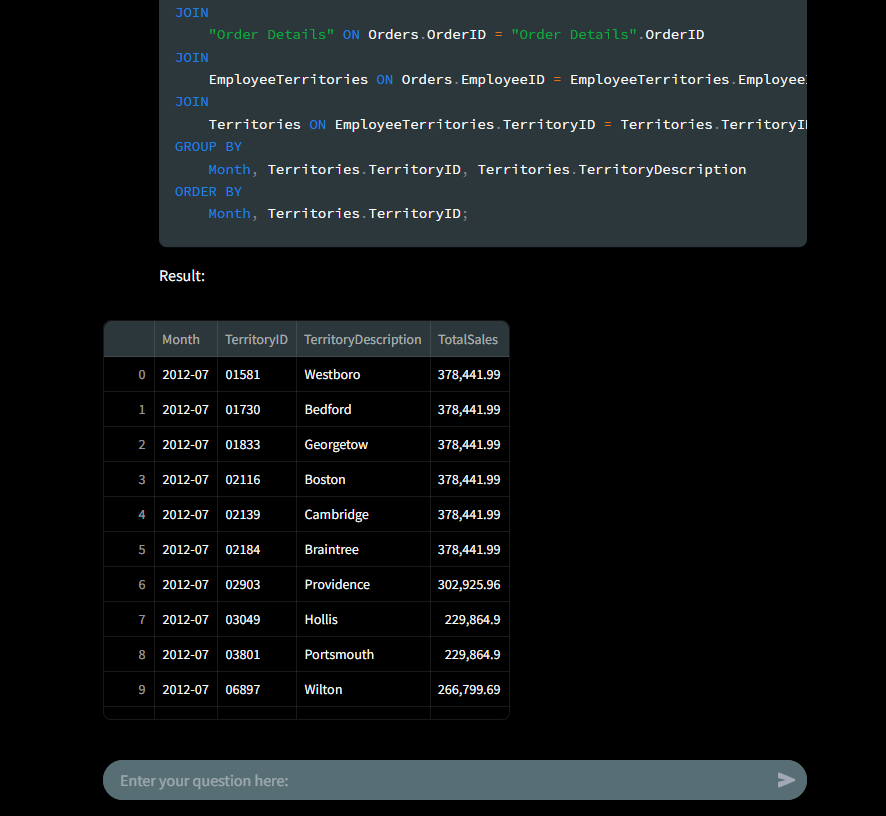 JOIN
"Order Details" ON Orders.OrderID = "Order Details".OrderID
JOIN
EmployeeTerritories ON Orders.EmployeeID = EmployeeTerritories.Employee
JOIN
Territories ON EmployeeTerritories.TerritoryID = Territories.TerritoryI
GROUP BY
Month, Territories.TerritoryID, Territories.TerritoryDescription
ORDER BY
Month, Territories.TerritoryID;
Result:
Month TerritoryID TerritoryDescription TotalSales
0 2012-07 01581 Westboro 378,441.99
1 2012-07 01730 Bedford 378,441.99
2 2012-07 01833 Georgetow 378,441.99
3 2012-07 02116 Boston 378,441.99
4 2012-07 02139 Cambridge 378,441.99
5 2012-07 02184 Braintree 378,441.99
6 2012-07 02903 Providence 302,925.96
7 2012-07 03049 Hollis 229,864.9
8 2012-07 03801 Portsmouth 229,864.9
9 2012-07 06897 Wilton 266,799.69
Enter your question here: